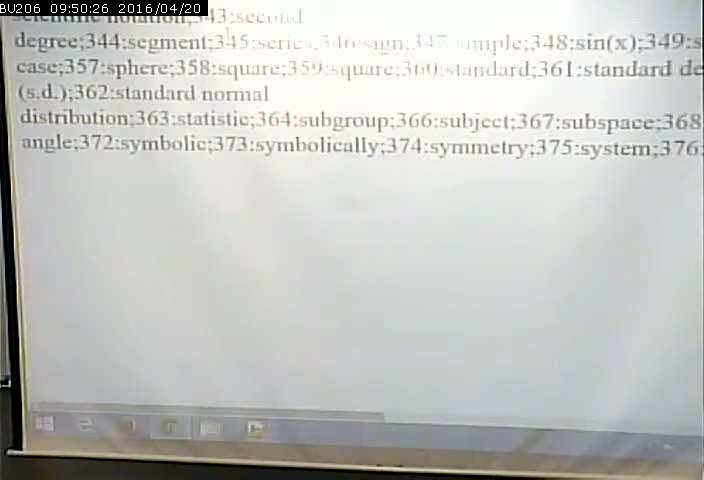 BU206 09:50:26 2016/04/20
scientific notation;343:second
degree;344:segment;345:series;346:sign;347:simple;348:sin(x);349:s
case;357:sphere;358:square;359:square;360:standard;361:standard de
(s.d.);362:standard normal
distribution;363:statistic;364:subgroup;366:subject;367:subspace;368
angle;372:symbolic;373:symbolically;374:symmetry;375:system;376: